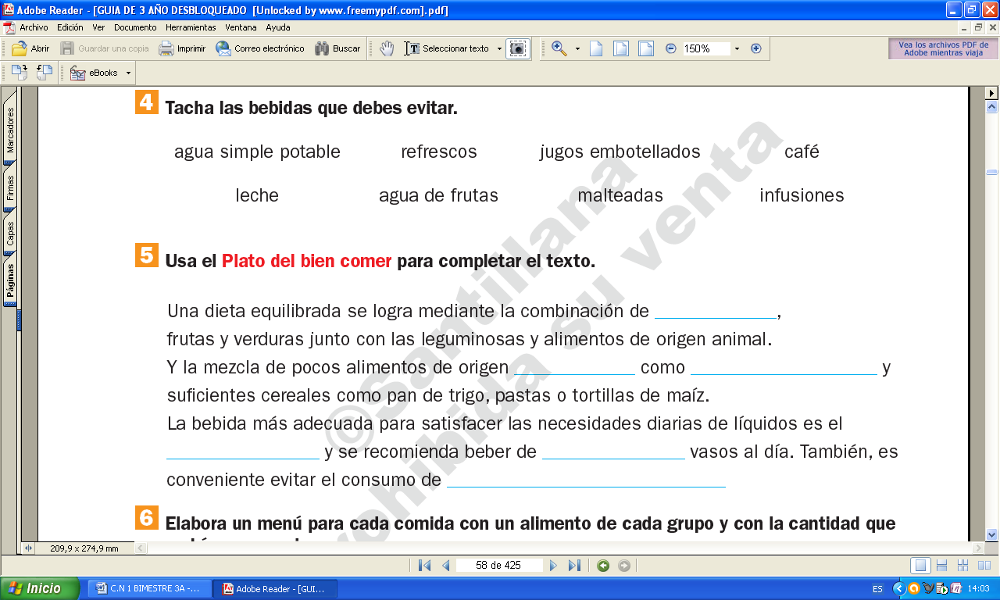 Adobe Reader - [GUIA DE 3 AÑO DESBLOQUEADO [Unlocked by www.freemypdf.com].pdf]
Archivo Edición Ver Documento Herramientas Ventana Ayuda
Abrir Guardar una copia Imprimir Correo electrónico Buscar Seleccionar texto 150% Vea los archivos PDF de
Adobe mientras viaja
eBooks
Marcadores
Firmas
Capas
Páginas
4 Tacha las bebidas que debes evitar.
agua simple potable refrescos jugos embotellados café
leche agua de frutas malteadas infusiones
5 Usa el Plato del bien comer para completar el texto.
Una dieta equilibrada se logra mediante la combinación de ____________,
frutas y verduras junto con las leguminosas y alimentos de origen animal.
Y la mezcla de pocos alimentos de origen ____________ como __________________ y
suficientes cereales como pan de trigo, pastas o tortillas de maíz.
La bebida más adecuada para satisfacer las necesidades diarias de líquidos es el
_______________ y se recomienda beber de ______________ vasos al día. También, es
conveniente evitar el consumo de ___________________________
6 Elabora un menú para cada comida con un alimento de cada grupo y con la cantidad que
©Santillana
rohibida su venta
209,9 x 274,9 mm
58 de 425
Inicio C.N 1 BIMESTRE 3A -... Adobe Reader - [GUI... ES 14:03